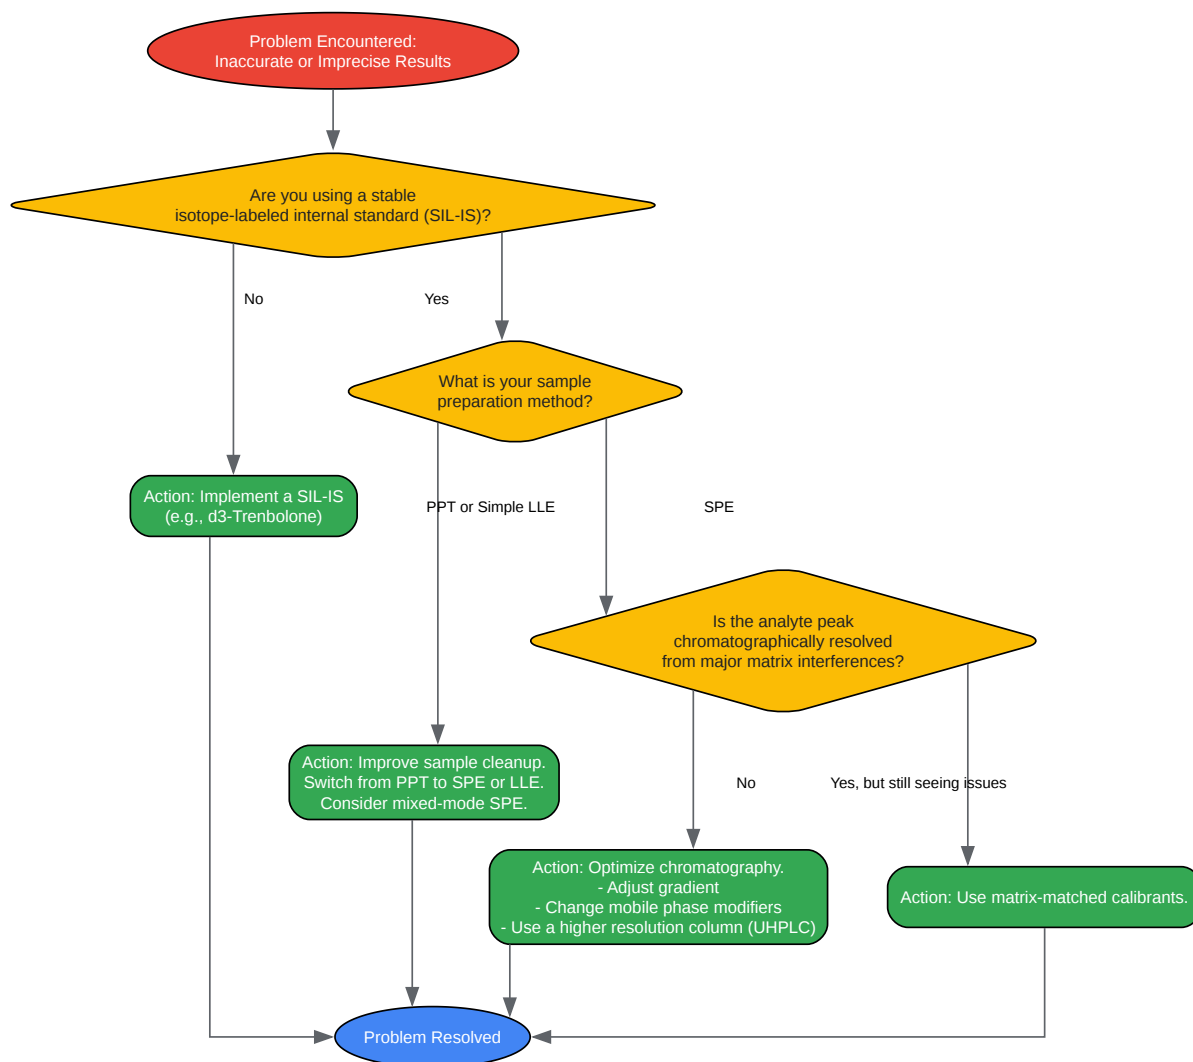 Problem Encountered:
Inaccurate or Imprecise Results
Are you using a stable
isotope-labeled internal standard (SIL-IS)?
No
Yes
What is your sample
preparation method?
Action: Implement a SIL-IS
(e.g., d3-Trenbolone)
PPT or Simple LLE
SPE
Is the analyte peak
chromatographically resolved
from major matrix interferences?
Action: Improve sample cleanup.
Switch from PPT to SPE or LLE.
Consider mixed-mode SPE.
No
Yes, but still seeing issues
Action: Optimize chromatography.
- Adjust gradient
- Change mobile phase modifiers
- Use a higher resolution column (UHPLC)
Action: Use matrix-matched calibrants.
Problem Resolved